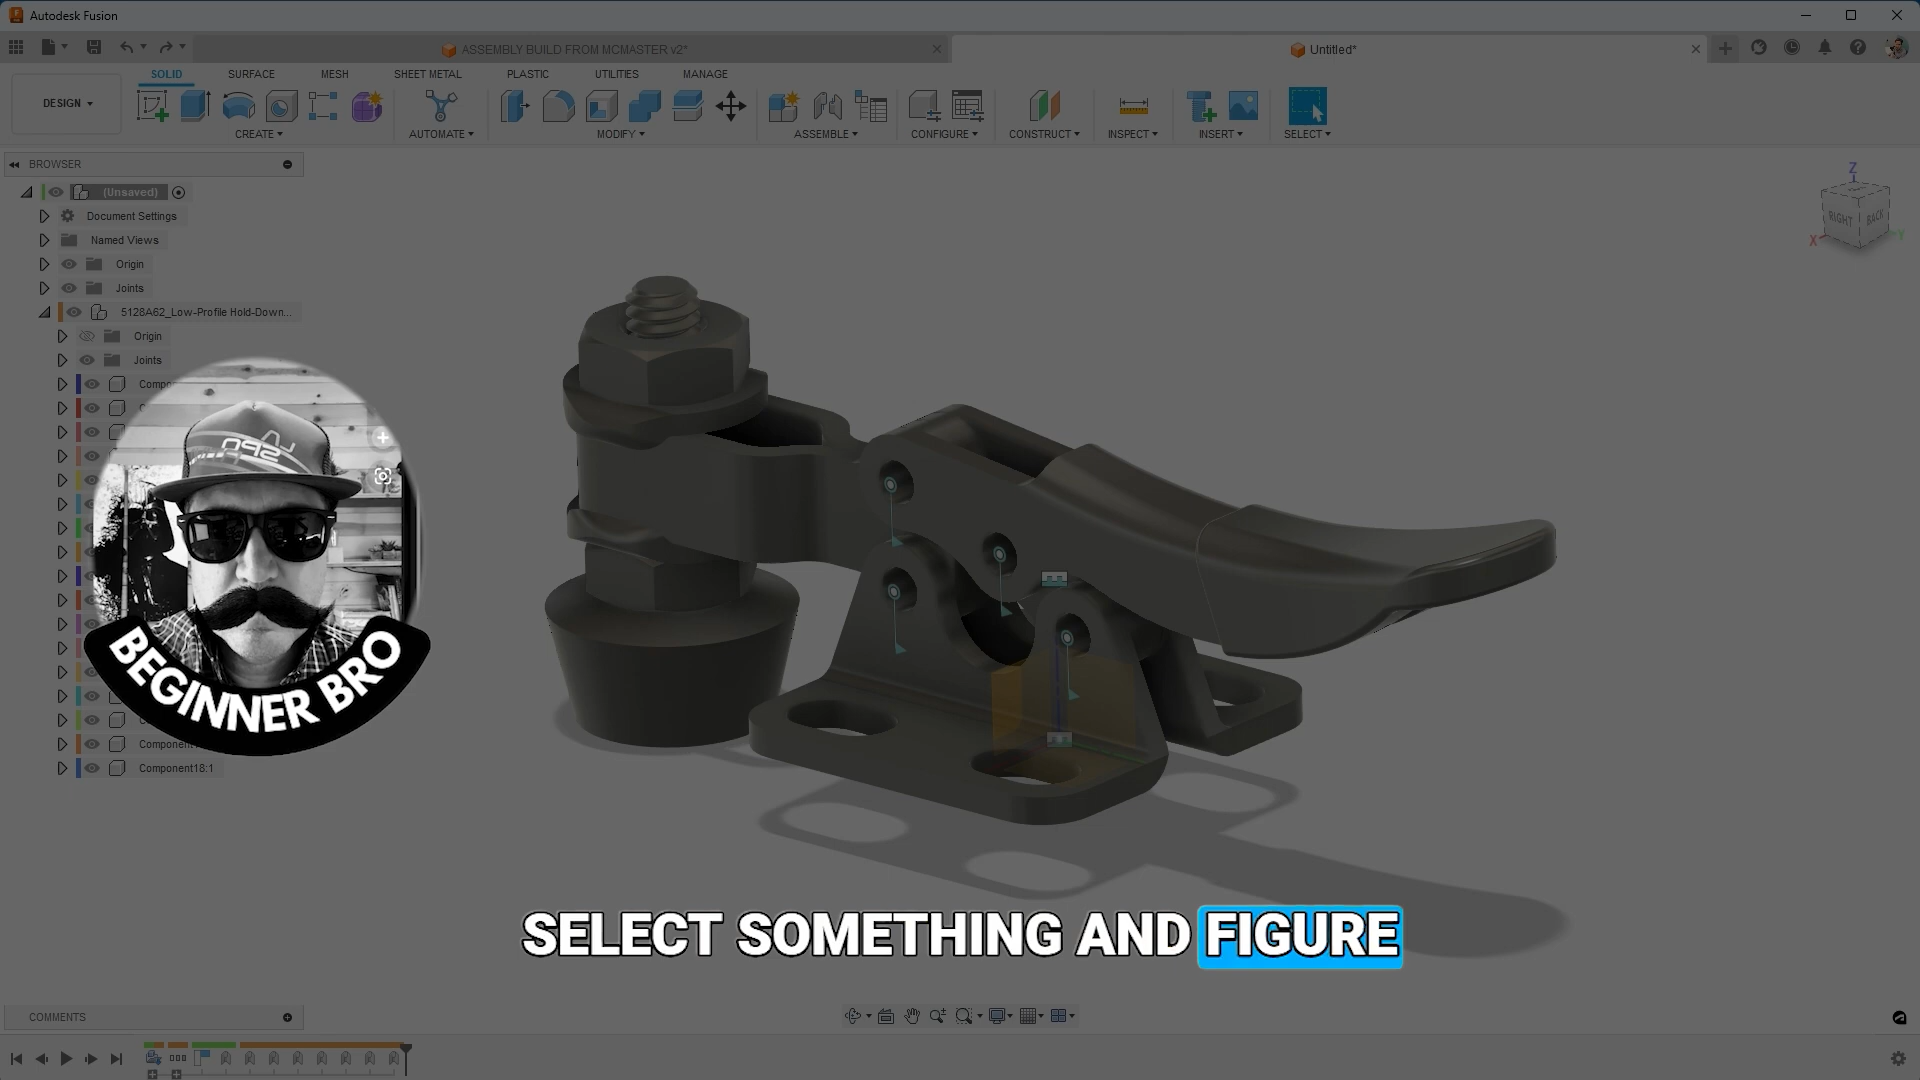 Autodesk Fusion
ASSEMBLY BUILD FROM MCMASTER v2*
Untitled*
DESIGN
SOLID
SURFACE
MESH
SHEET METAL
PLASTIC
UTILITIES
MANAGE
CREATE
AUTOMATE
MODIFY
ASSEMBLE
CONFIGURE
CONSTRUCT
INSPECT
INSERT
SELECT
BROWSER
(Unsaved)
Document Settings
Named Views
Origin
Joints
5128A62_Low-Profile Hold-Down...
Origin
Joints
Component18:1
Z
RIGHT
BACK
X
Y
BEGINNER BRO
SELECT SOMETHING AND FIGURE
COMMENTS